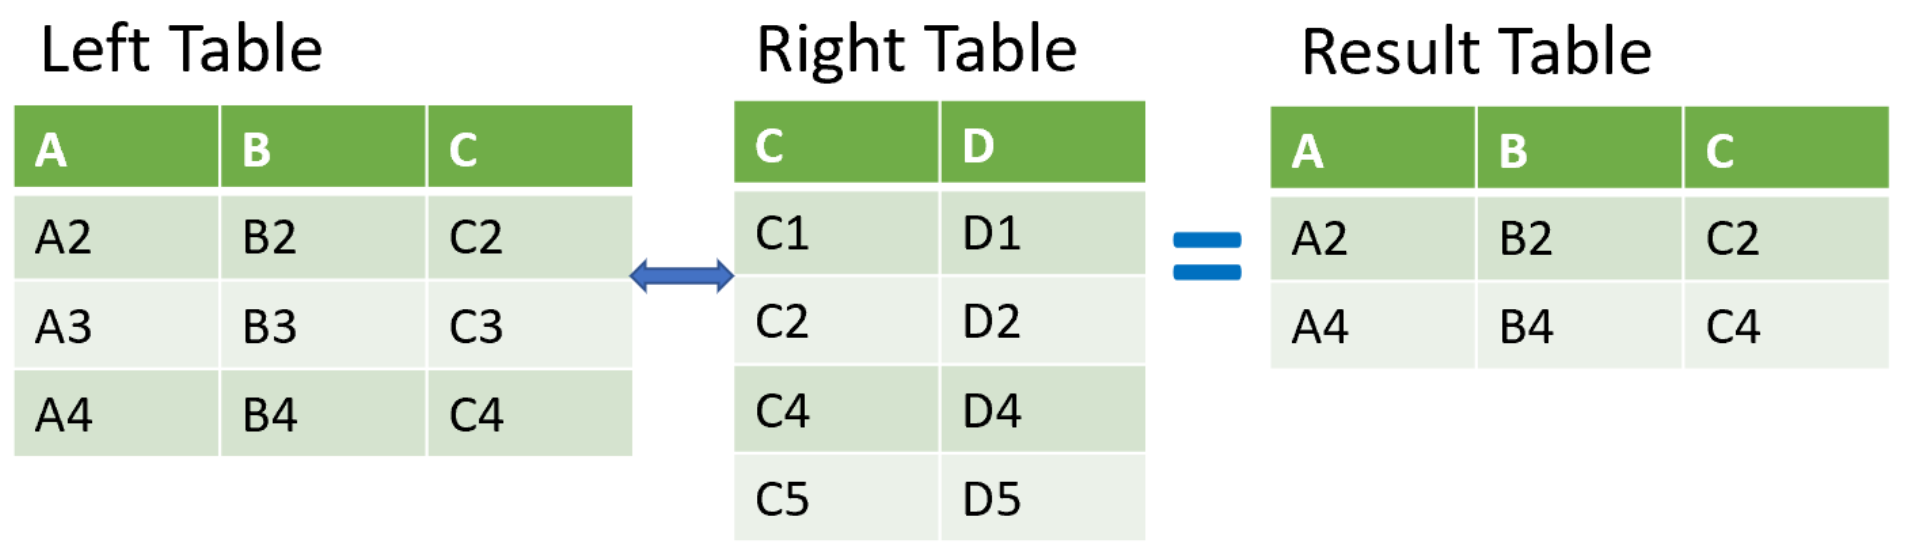 Left Table
A B C
A2 B2 C2
A3 B3 C3
A4 B4 C4
Right Table
C D
C1 D1
C2 D2
C4 D4
C5 D5
=
Result Table
A B C
A2 B2 C2
A4 B4 C4